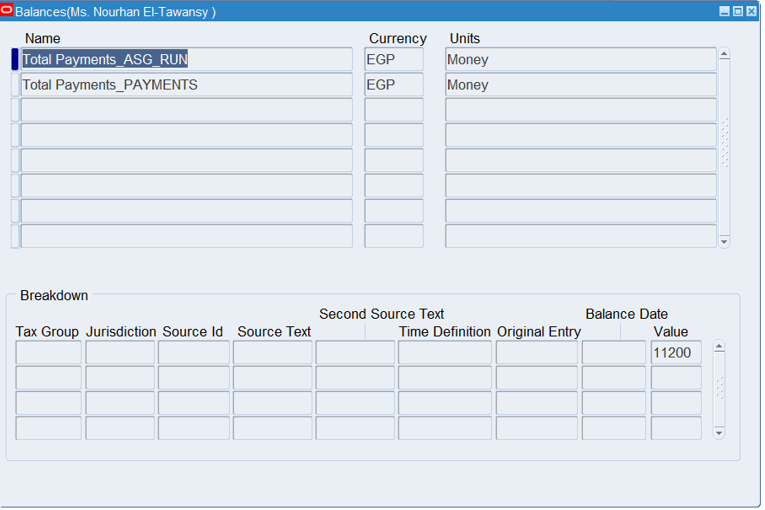 Balances(Ms. Nourhan El-Tawansy )
Name Currency Units
Total Payments_ASG_RUN EGP Money
Total Payments_PAYMENTS EGP Money
Breakdown
Second Source Text Balance Date
Tax Group Jurisdiction Source Id Source Text Time Definition Original Entry Value
11200